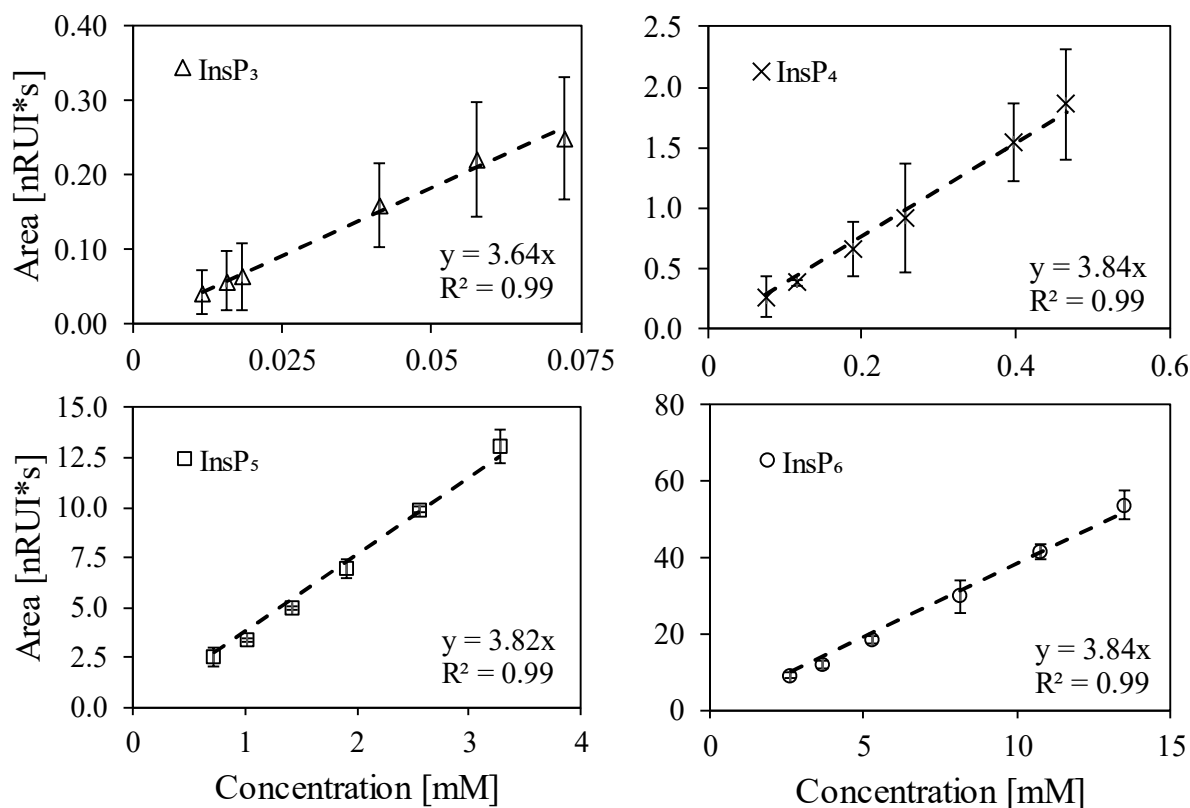 Area [nRUI*s]
0.40
0.30
0.20
0.10
0.00
InsP₃
y = 3.64x
R² = 0.99
0 0.025 0.05 0.075
2.5
2.0
1.5
1.0
0.5
0.0
InsP₄
y = 3.84x
R² = 0.99
0 0.2 0.4 0.6
Area [nRUI*s]
15.0
12.5
10.0
7.5
5.0
2.5
0.0
InsP₅
y = 3.82x
R² = 0.99
0 1 2 3 4
Concentration [mM]
80
60
40
20
0
InsP₆
y = 3.84x
R² = 0.99
0 5 10 15
Concentration [mM]